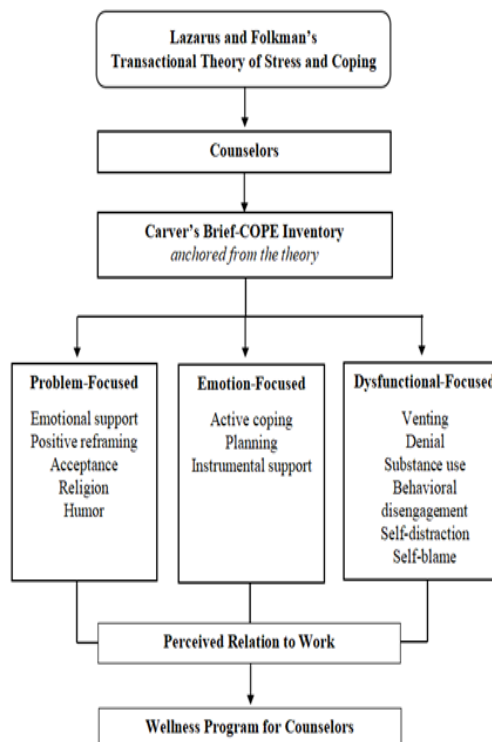 Lazarus and Folkman's
Transactional Theory of Stress and Coping
Counselors
Carver's Brief-COPE Inventory
anchored from the theory
Problem-Focused
Emotional support
Positive reframing
Acceptance
Religion
Humor
Emotion-Focused
Active coping
Planning
Instrumental support
Dysfunctional-Focused
Venting
Denial
Substance use
Behavioral
disengagement
Self-distraction
Self-blame
Perceived Relation to Work
Wellness Program for Counselors